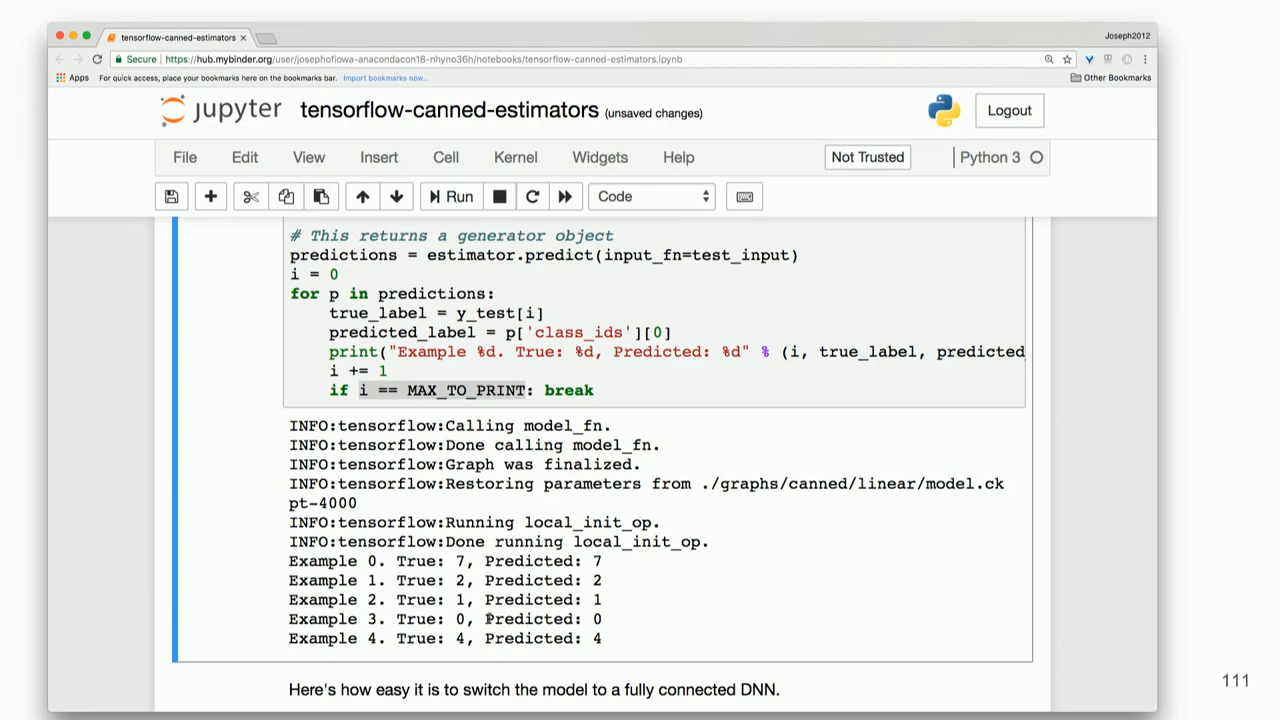 tensorflow-canned-estimators
Joseph2012
Secure | https://hub.mybinder.org/user/josephofiowa-anacondacon18-nhyno36h/notebooks/tensorflow-canned-estimators.ipynb
Apps For quick access, place your bookmarks here on the bookmarks bar. Import bookmarks now... Other Bookmarks
jupyter tensorflow-canned-estimators (unsaved changes) Logout
File Edit View Insert Cell Kernel Widgets Help Not Trusted Python 3
Run Code
# This returns a generator object
predictions = estimator.predict(input_fn=test_input)
i = 0
for p in predictions:
    true_label = y_test[i]
    predicted_label = p['class_ids'][0]
    print("Example %d. True: %d, Predicted: %d" % (i, true_label, predicted
    i += 1
    if i == MAX_TO_PRINT: break
INFO:tensorflow:Calling model_fn.
INFO:tensorflow:Done calling model_fn.
INFO:tensorflow:Graph was finalized.
INFO:tensorflow:Restoring parameters from ./graphs/canned/linear/model.ck
pt-4000
INFO:tensorflow:Running local_init_op.
INFO:tensorflow:Done running local_init_op.
Example 0. True: 7, Predicted: 7
Example 1. True: 2, Predicted: 2
Example 2. True: 1, Predicted: 1
Example 3. True: 0, Predicted: 0
Example 4. True: 4, Predicted: 4
Here's how easy it is to switch the model to a fully connected DNN.
111